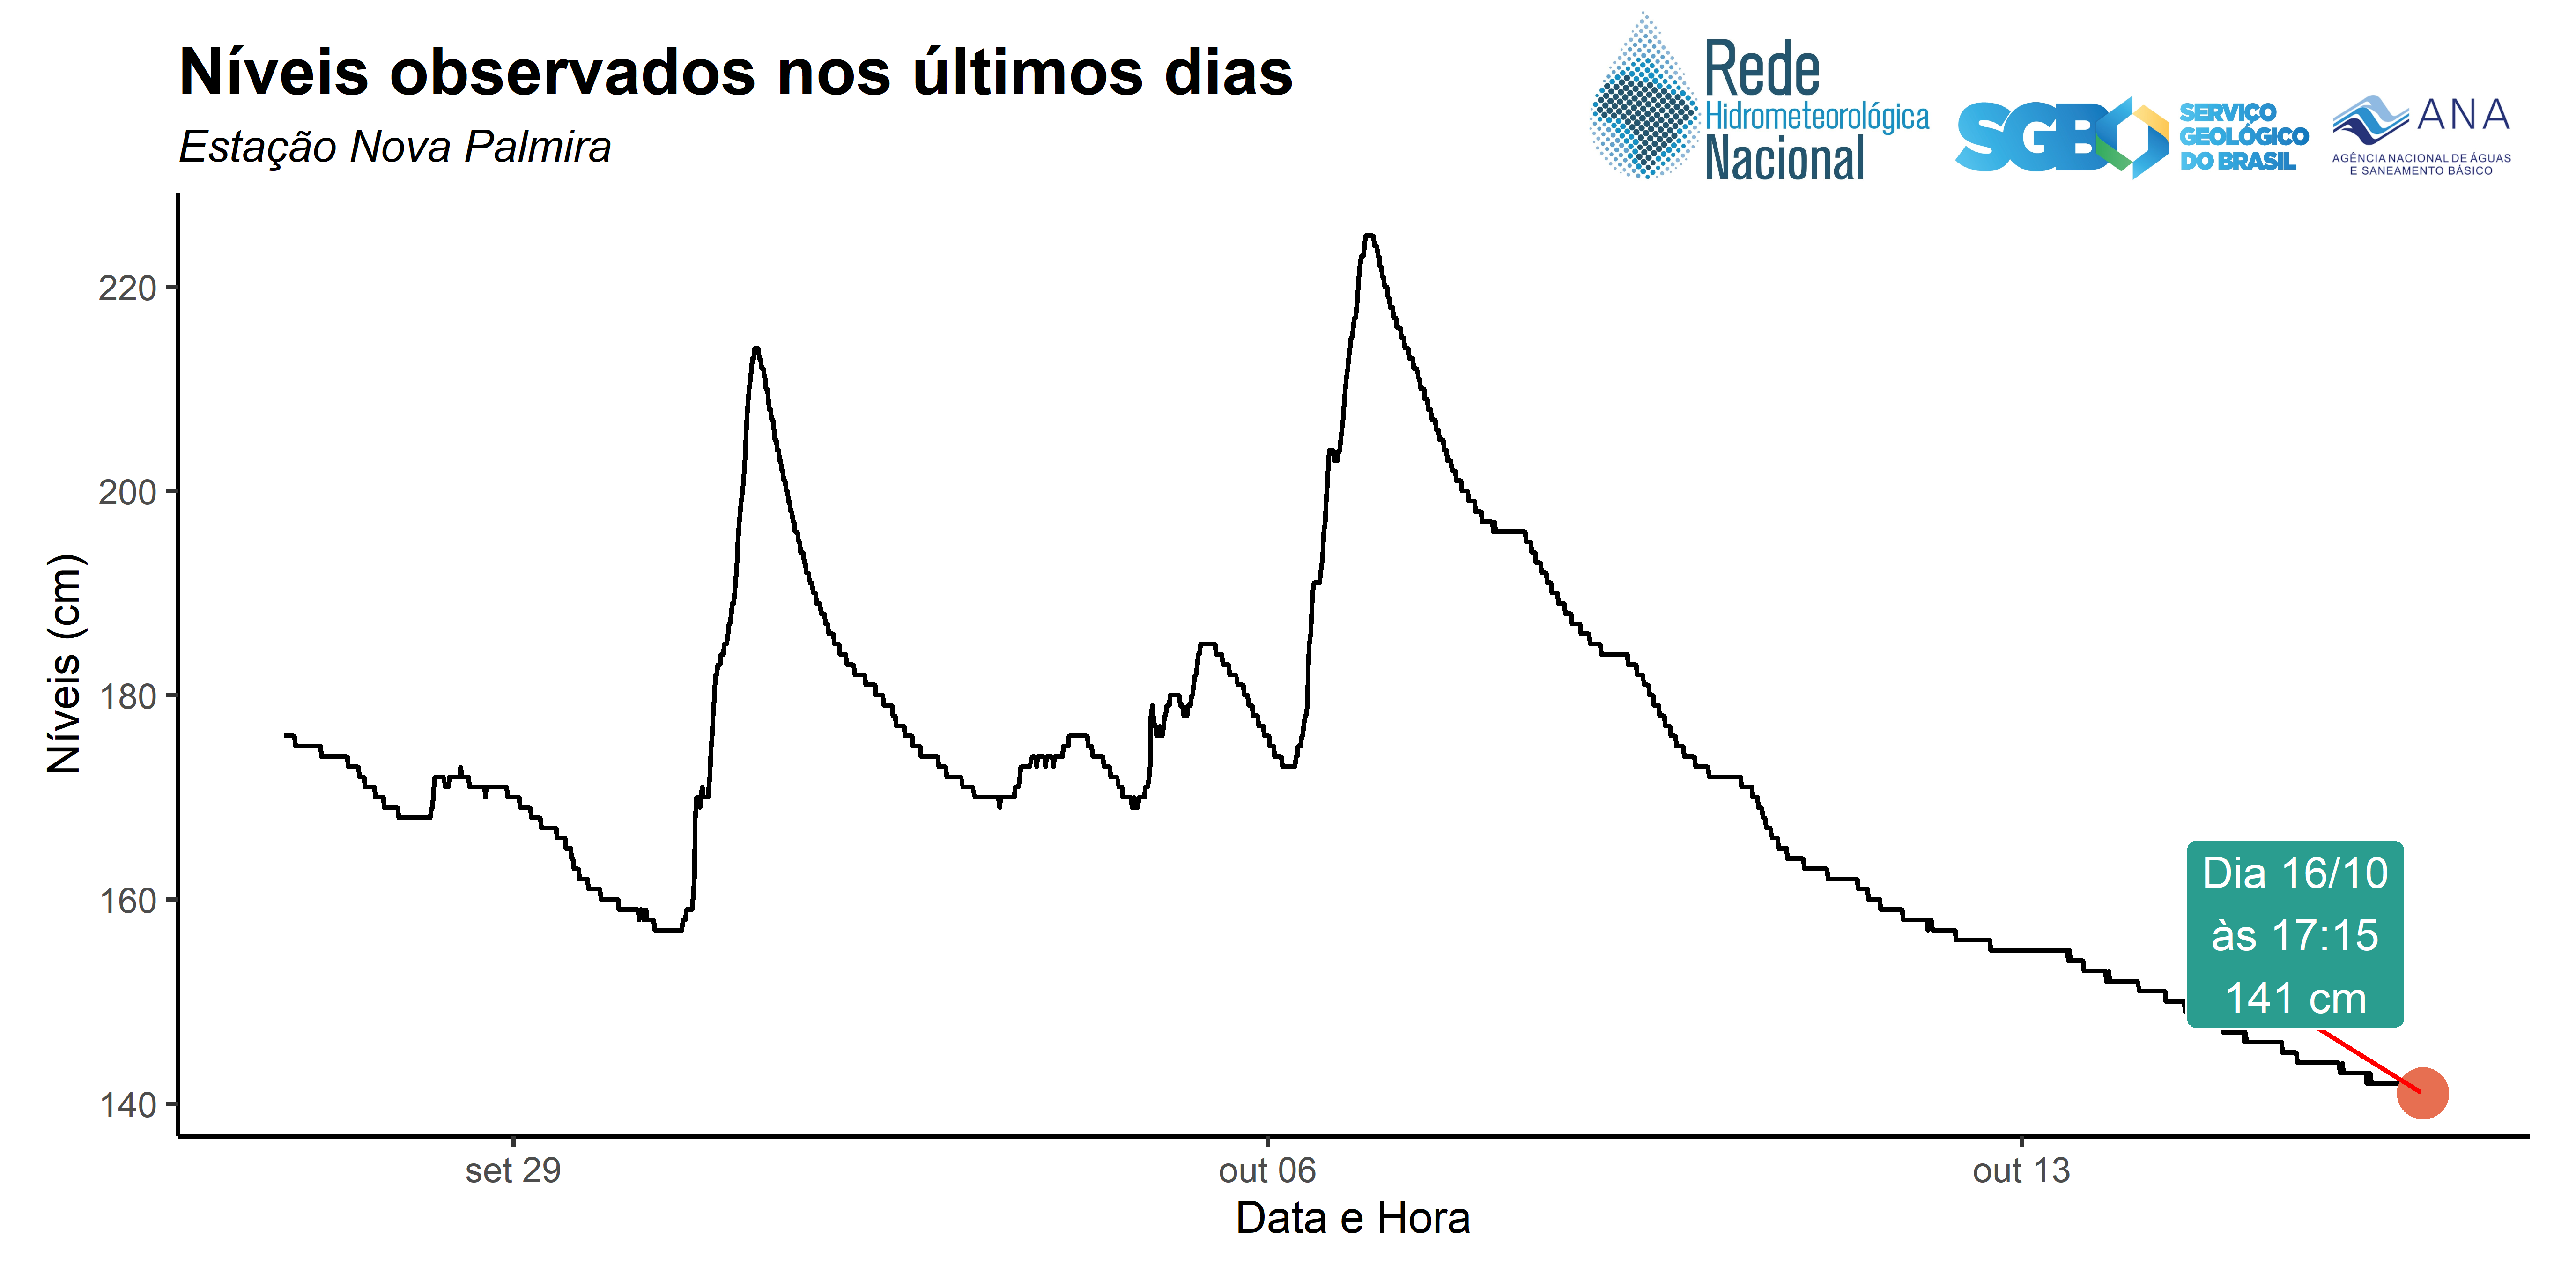 Níveis observados nos últimos dias
Estação Nova Palmira
Rede
Hidrometeorológica
Nacional
SGB
SERVIÇO
GEOLÓGICO
DO BRASIL
ANA
AGÊNCIA NACIONAL DE ÁGUAS
E SANEAMENTO BÁSICO
Níveis (cm)
220
200
180
160
140
Dia 16/10
às 17:15
141 cm
set 29
out 06
out 13
Data e Hora